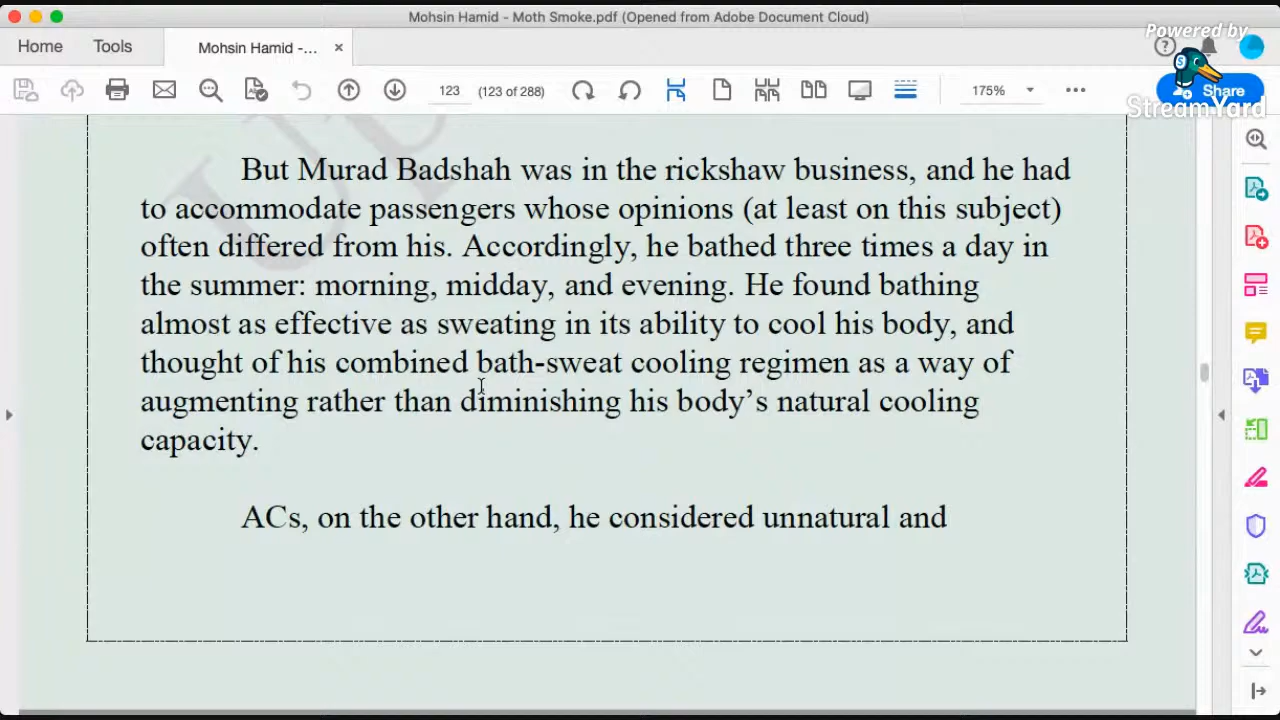 Mohsin Hamid - Moth Smoke.pdf (Opened from Adobe Document Cloud)
Powered by
StreamYard
Home Tools Mohsin Hamid -...
123 (123 of 288) 175% Share
But Murad Badshah was in the rickshaw business, and he had
to accommodate passengers whose opinions (at least on this subject)
often differed from his. Accordingly, he bathed three times a day in
the summer: morning, midday, and evening. He found bathing
almost as effective as sweating in its ability to cool his body, and
thought of his combined bath-sweat cooling regimen as a way of
augmenting rather than diminishing his body’s natural cooling
capacity.
ACs, on the other hand, he considered unnatural and